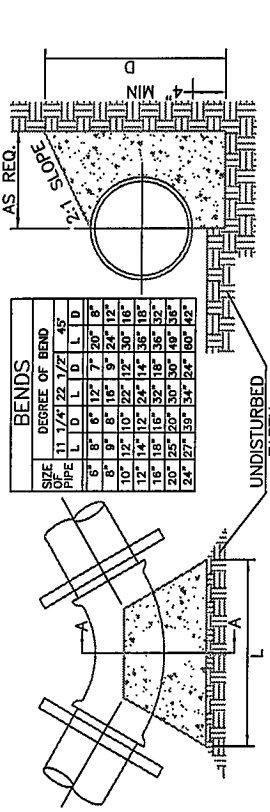 BENDS
SIZE OF PIPE
DEGREE OF BEND
11 1/4° 22 1/2° 45°
L D L D L D
6" 8" 6" 12" 7" 20" 8"
8" 9" 8" 16" 9" 24" 12"
10" 12" 10" 22" 12" 30" 16"
12" 14" 12" 24" 14" 36" 18"
16" 18" 16" 32" 18" 36" 32"
20" 25" 20" 30" 30" 49" 36"
24" 27" 39" 34" 24" 60" 42"
A
A
L
AS REQ.
2:1 SLOPE
D
4"
MIN
UNDISTURBED